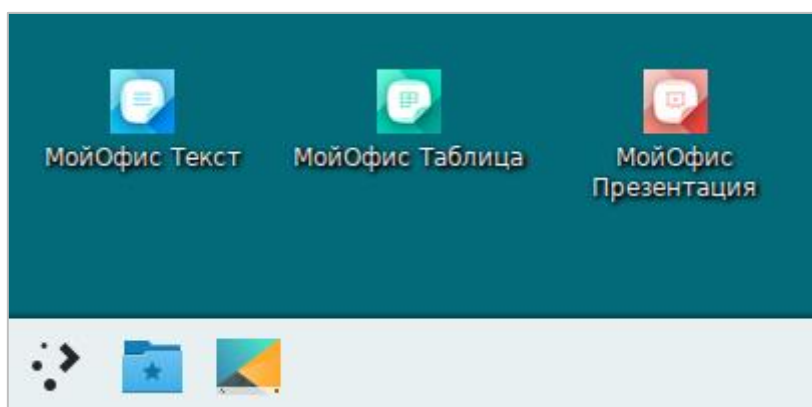 МойОфис Текст
МойОфис Таблица
МойОфис
Презентация